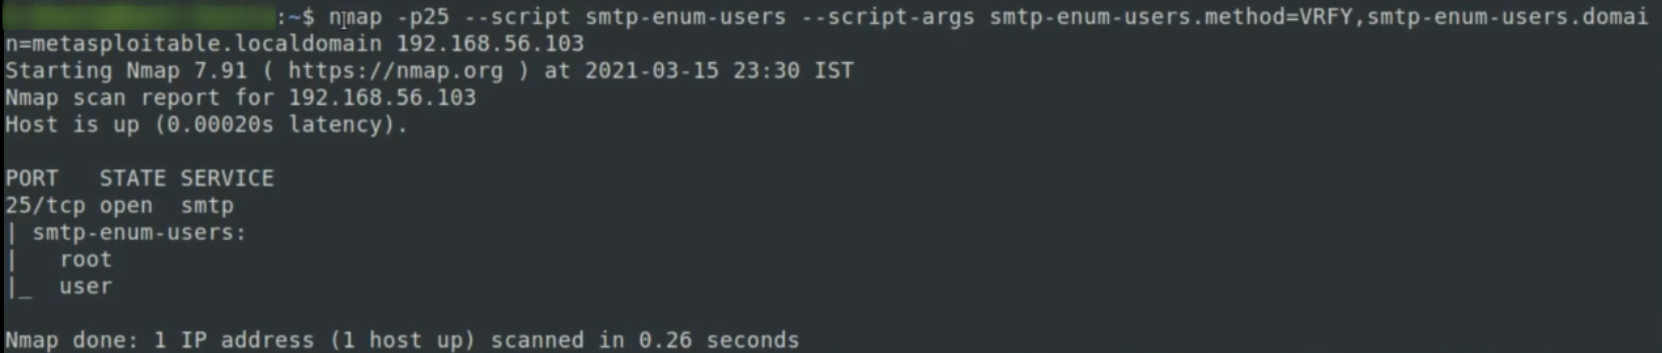 :~$ nmap -p25 --script smtp-enum-users --script-args smtp-enum-users.method=VRFY,smtp-enum-users.domai
n=metasploitable.localdomain 192.168.56.103
Starting Nmap 7.91 ( https://nmap.org ) at 2021-03-15 23:30 IST
Nmap scan report for 192.168.56.103
Host is up (0.00020s latency).
PORT   STATE SERVICE
25/tcp open  smtp
| smtp-enum-users:
|   root
|_  user
Nmap done: 1 IP address (1 host up) scanned in 0.26 seconds